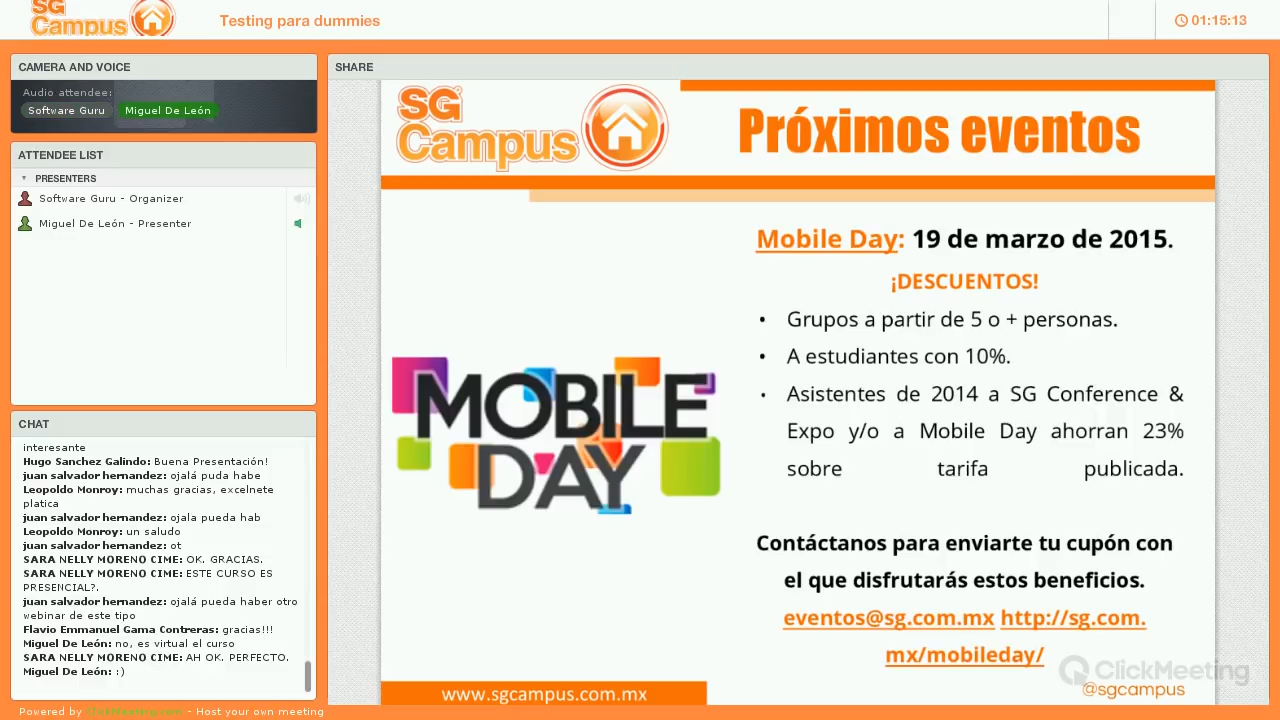 SG
Campus
Testing para dummies
01:15:13
CAMERA AND VOICE
Audio attendee:
Software Guru
Miguel De León
ATTENDEE LIST
PRESENTERS
Software Guru - Organizer
Miguel De León - Presenter
CHAT
interesante
Hugo Sanchez Galindo: Buena Presentación!
juan salvador hernandez: ojalá puda habe
Leopoldo Monroy: muchas gracias, excelnete
platica
juan salvador hernandez: ojala pueda hab
Leopoldo Monroy: un saludo
juan salvador hernandez: ot
SARA NELLY MORENO CIME: OK. GRACIAS.
SARA NELLY MORENO CIME: ESTE CURSO ES
PRESENCIAL?.
juan salvador hernandez: ojalá pueda haber otro
webinar de este tipo
Flavio Emmanuel Gama Contreras: gracias!!!
Miguel De León: no, es virtual el curso
SARA NELLY MORENO CIME: AH OK. PERFECTO.
Miguel De León: :)
Powered by ClickMeeting.com - Host your own meeting
SHARE
SG
Campus
Próximos eventos
MOBILE
DAY
Mobile Day: 19 de marzo de 2015.
¡DESCUENTOS!
• Grupos a partir de 5 o + personas.
• A estudiantes con 10%.
• Asistentes de 2014 a SG Conference &
Expo y/o a Mobile Day ahorran 23%
sobre tarifa publicada.
Contáctanos para enviarte tu cupón con
el que disfrutarás estos beneficios.
eventos@sg.com.mx http://sg.com.
mx/mobileday/
ClickMeeting
www.sgcampus.com.mx
@sgcampus